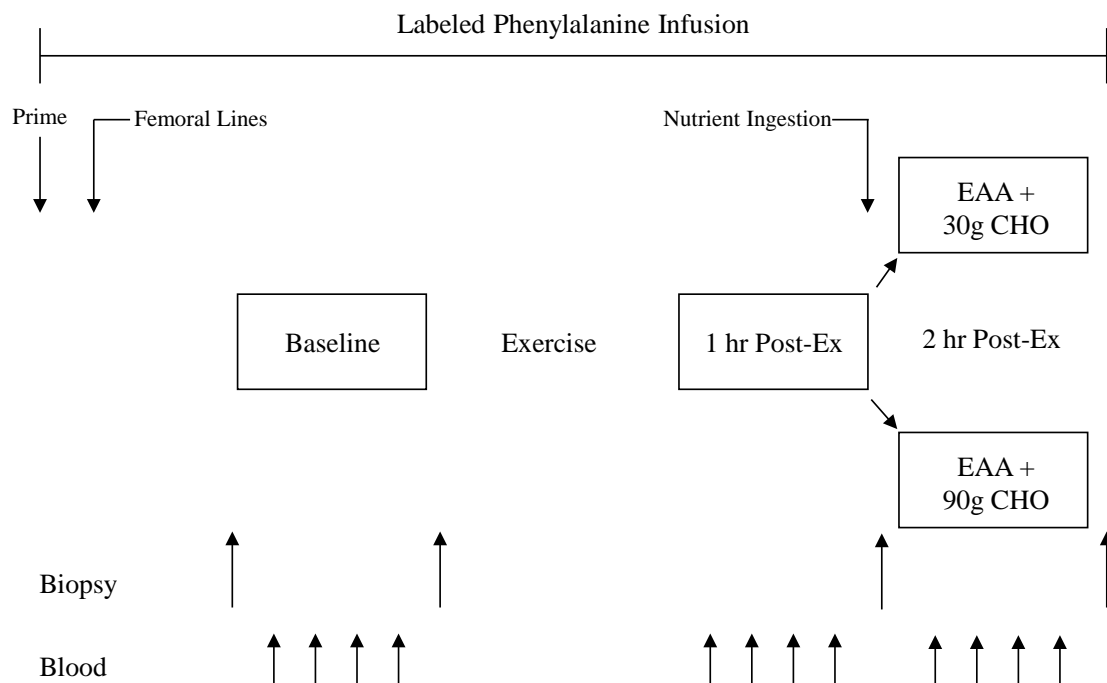 Labeled Phenylalanine Infusion
Prime
Femoral Lines
Nutrient Ingestion
EAA +
30g CHO
Baseline
Exercise
1 hr Post-Ex
2 hr Post-Ex
EAA +
90g CHO
Biopsy
Blood